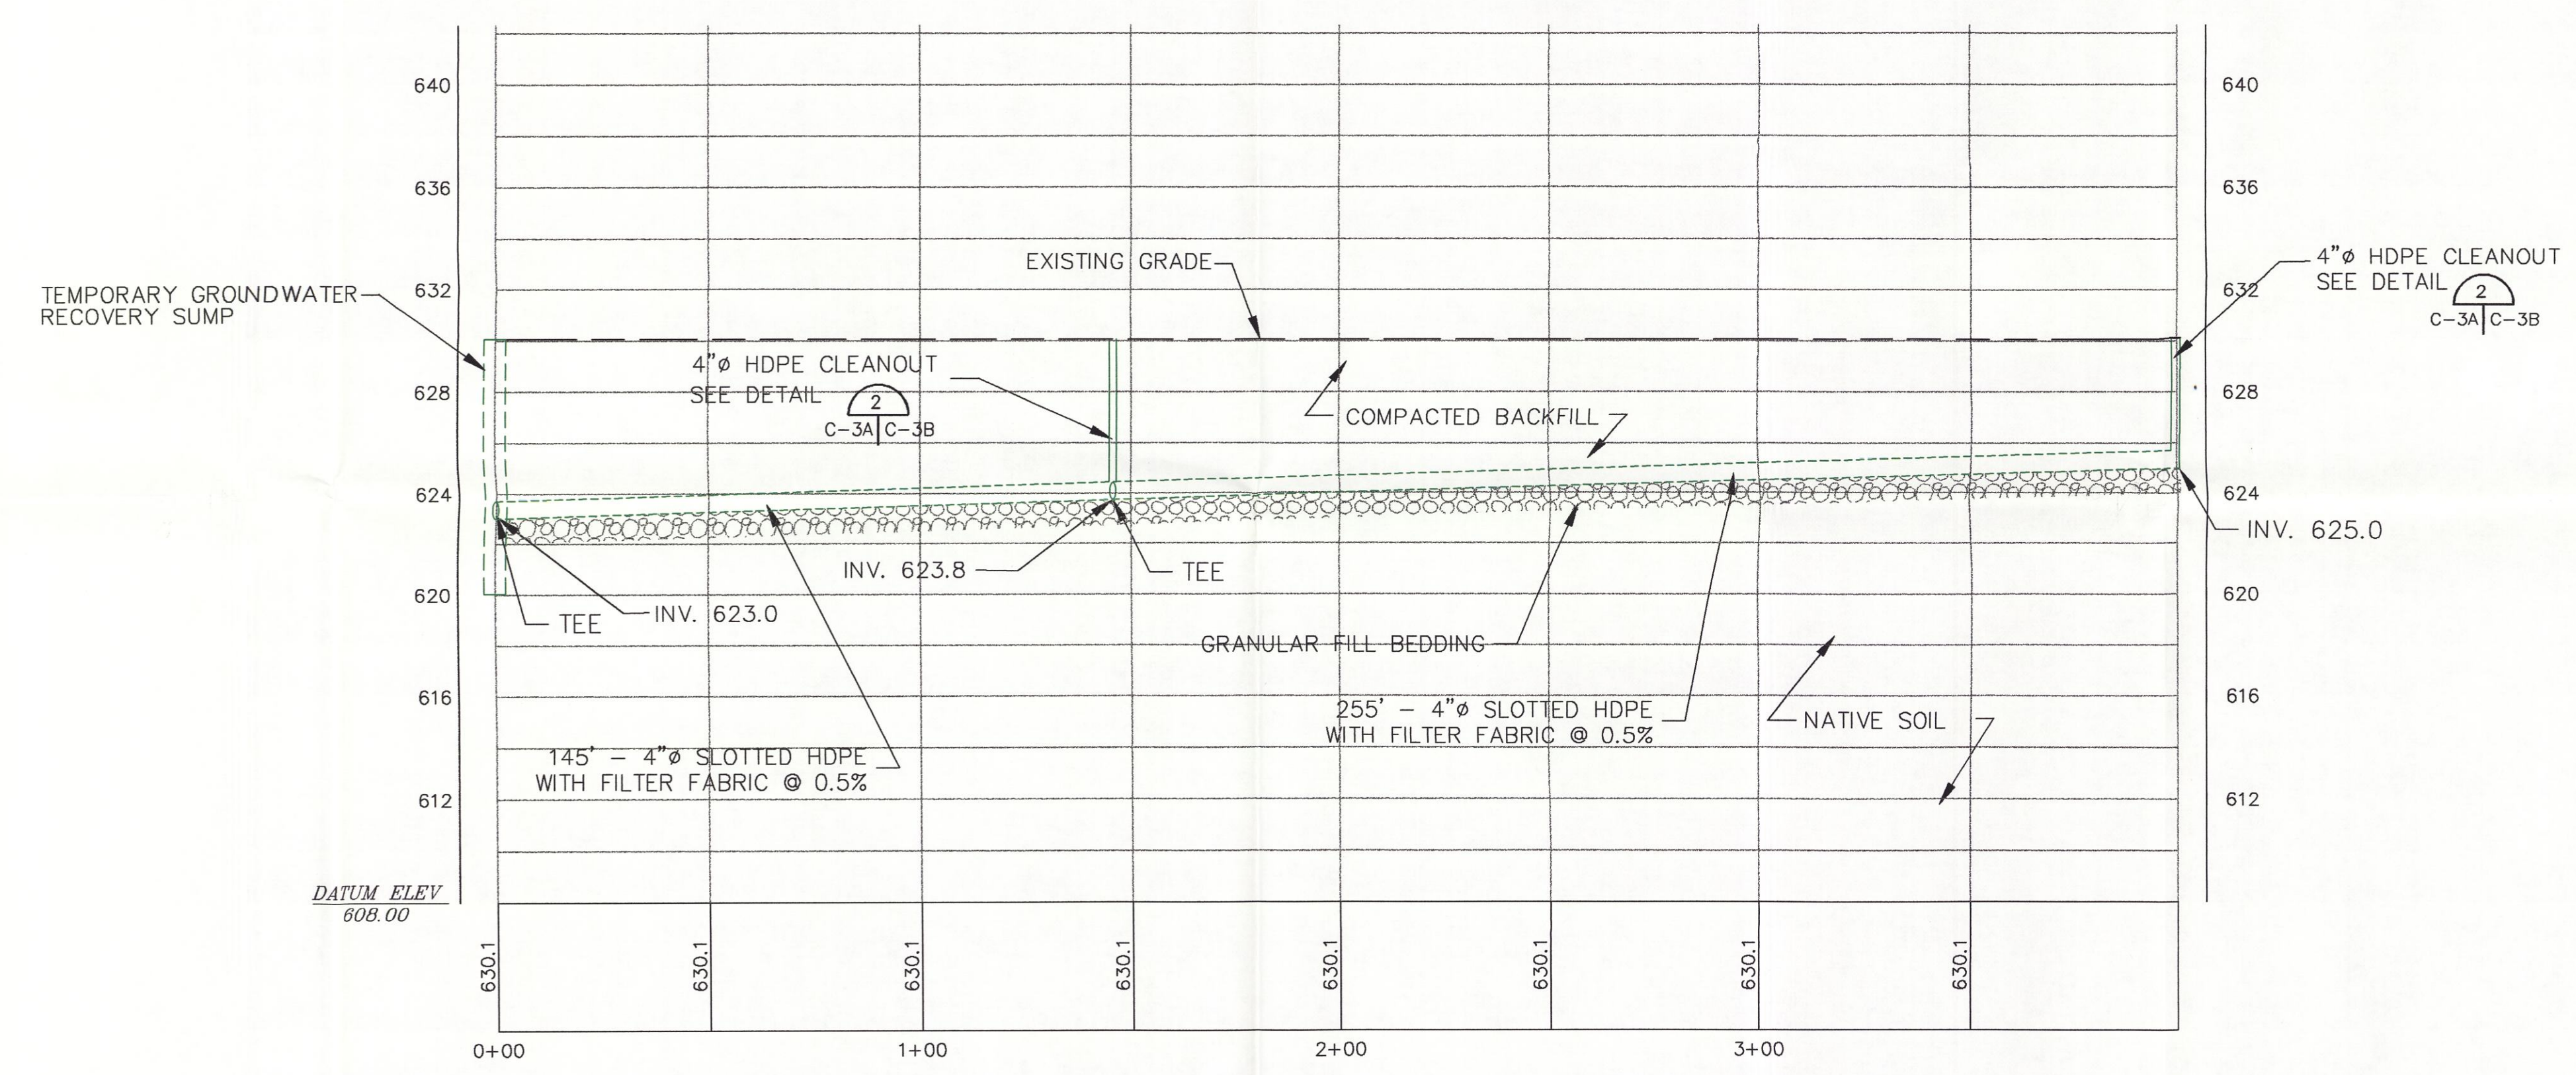 640
640
636
636
EXISTING GRADE
4"ø HDPE CLEANOUT
SEE DETAIL
2
C-3A C-3B
TEMPORARY GROUNDWATER
RECOVERY SUMP
632
632
4"ø HDPE CLEANOUT
SEE DETAIL
2
C-3A C-3B
628
628
COMPACTED BACKFILL
624
624
INV. 625.0
INV. 623.8
TEE
620
620
INV. 623.0
TEE
GRANULAR FILL BEDDING
616
616
255' - 4"ø SLOTTED HDPE
WITH FILTER FABRIC @ 0.5%
NATIVE SOIL
145' - 4"ø SLOTTED HDPE
WITH FILTER FABRIC @ 0.5%
612
612
DATUM ELEV
608.00
630.1
630.1
630.1
630.1
630.1
630.1
630.1
630.1
0+00
1+00
2+00
3+00